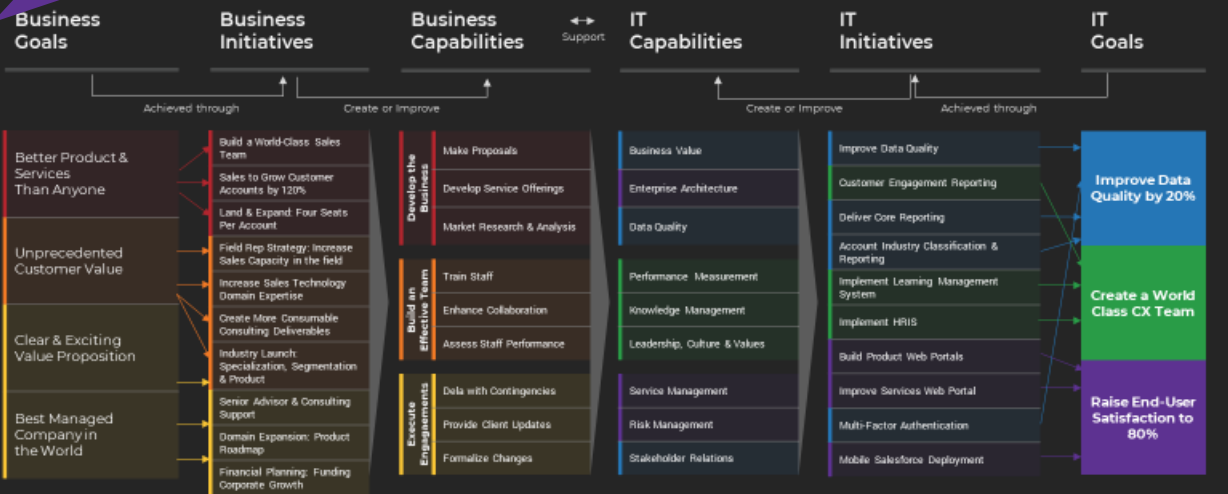 Business
Goals
Business
Initiatives
Business
Capabilities
Support
IT
Capabilities
IT
Initiatives
IT
Goals
Achieved through
Create or Improve
Create or Improve
Achieved through
Better Product &
Services
Than Anyone
Unprecedented
Customer Value
Clear & Exciting
Value Proposition
Best Managed
Company in
the World
Build a World-Class Sales
Team
Sales to Grow Customer
Accounts by 120%
Land & Expand: Four Seats
Per Account
Field Rep Strategy: Increase
Sales Capacity in the field
Increase Sales Technology
Domain Expertise
Create More Consumable
Consulting Deliverables
Industry Launch:
Specialization, Segmentation
& Product
Senior Advisor & Consulting
Support
Domain Expansion: Product
Roadmap
Financial Planning: Funding
Corporate Growth
Develop the
Business
Make Proposals
Develop Service Offerings
Market Research & Analysis
Build an
Effective Team
Train Staff
Enhance Collaboration
Assess Staff Performance
Execute
Engagaements
Dela with Contingencies
Provide Client Updates
Formalize Changes
Business Value
Enterprise Architecture
Data Quality
Performance Measurement
Knowledge Management
Leadership, Culture & Values
Service Management
Risk Management
Stakeholder Relations
Improve Data Quality
Customer Engagement Reporting
Deliver Core Reporting
Account Industry Classification &
Reporting
Implement Learning Management
System
Implement HRIS
Build Product Web Portals
Improve Services Web Portal
Multi-Factor Authentication
Mobile Salesforce Deployment
Improve Data
Quality by 20%
Create a World
Class CX Team
Raise End-User
Satisfaction to
80%